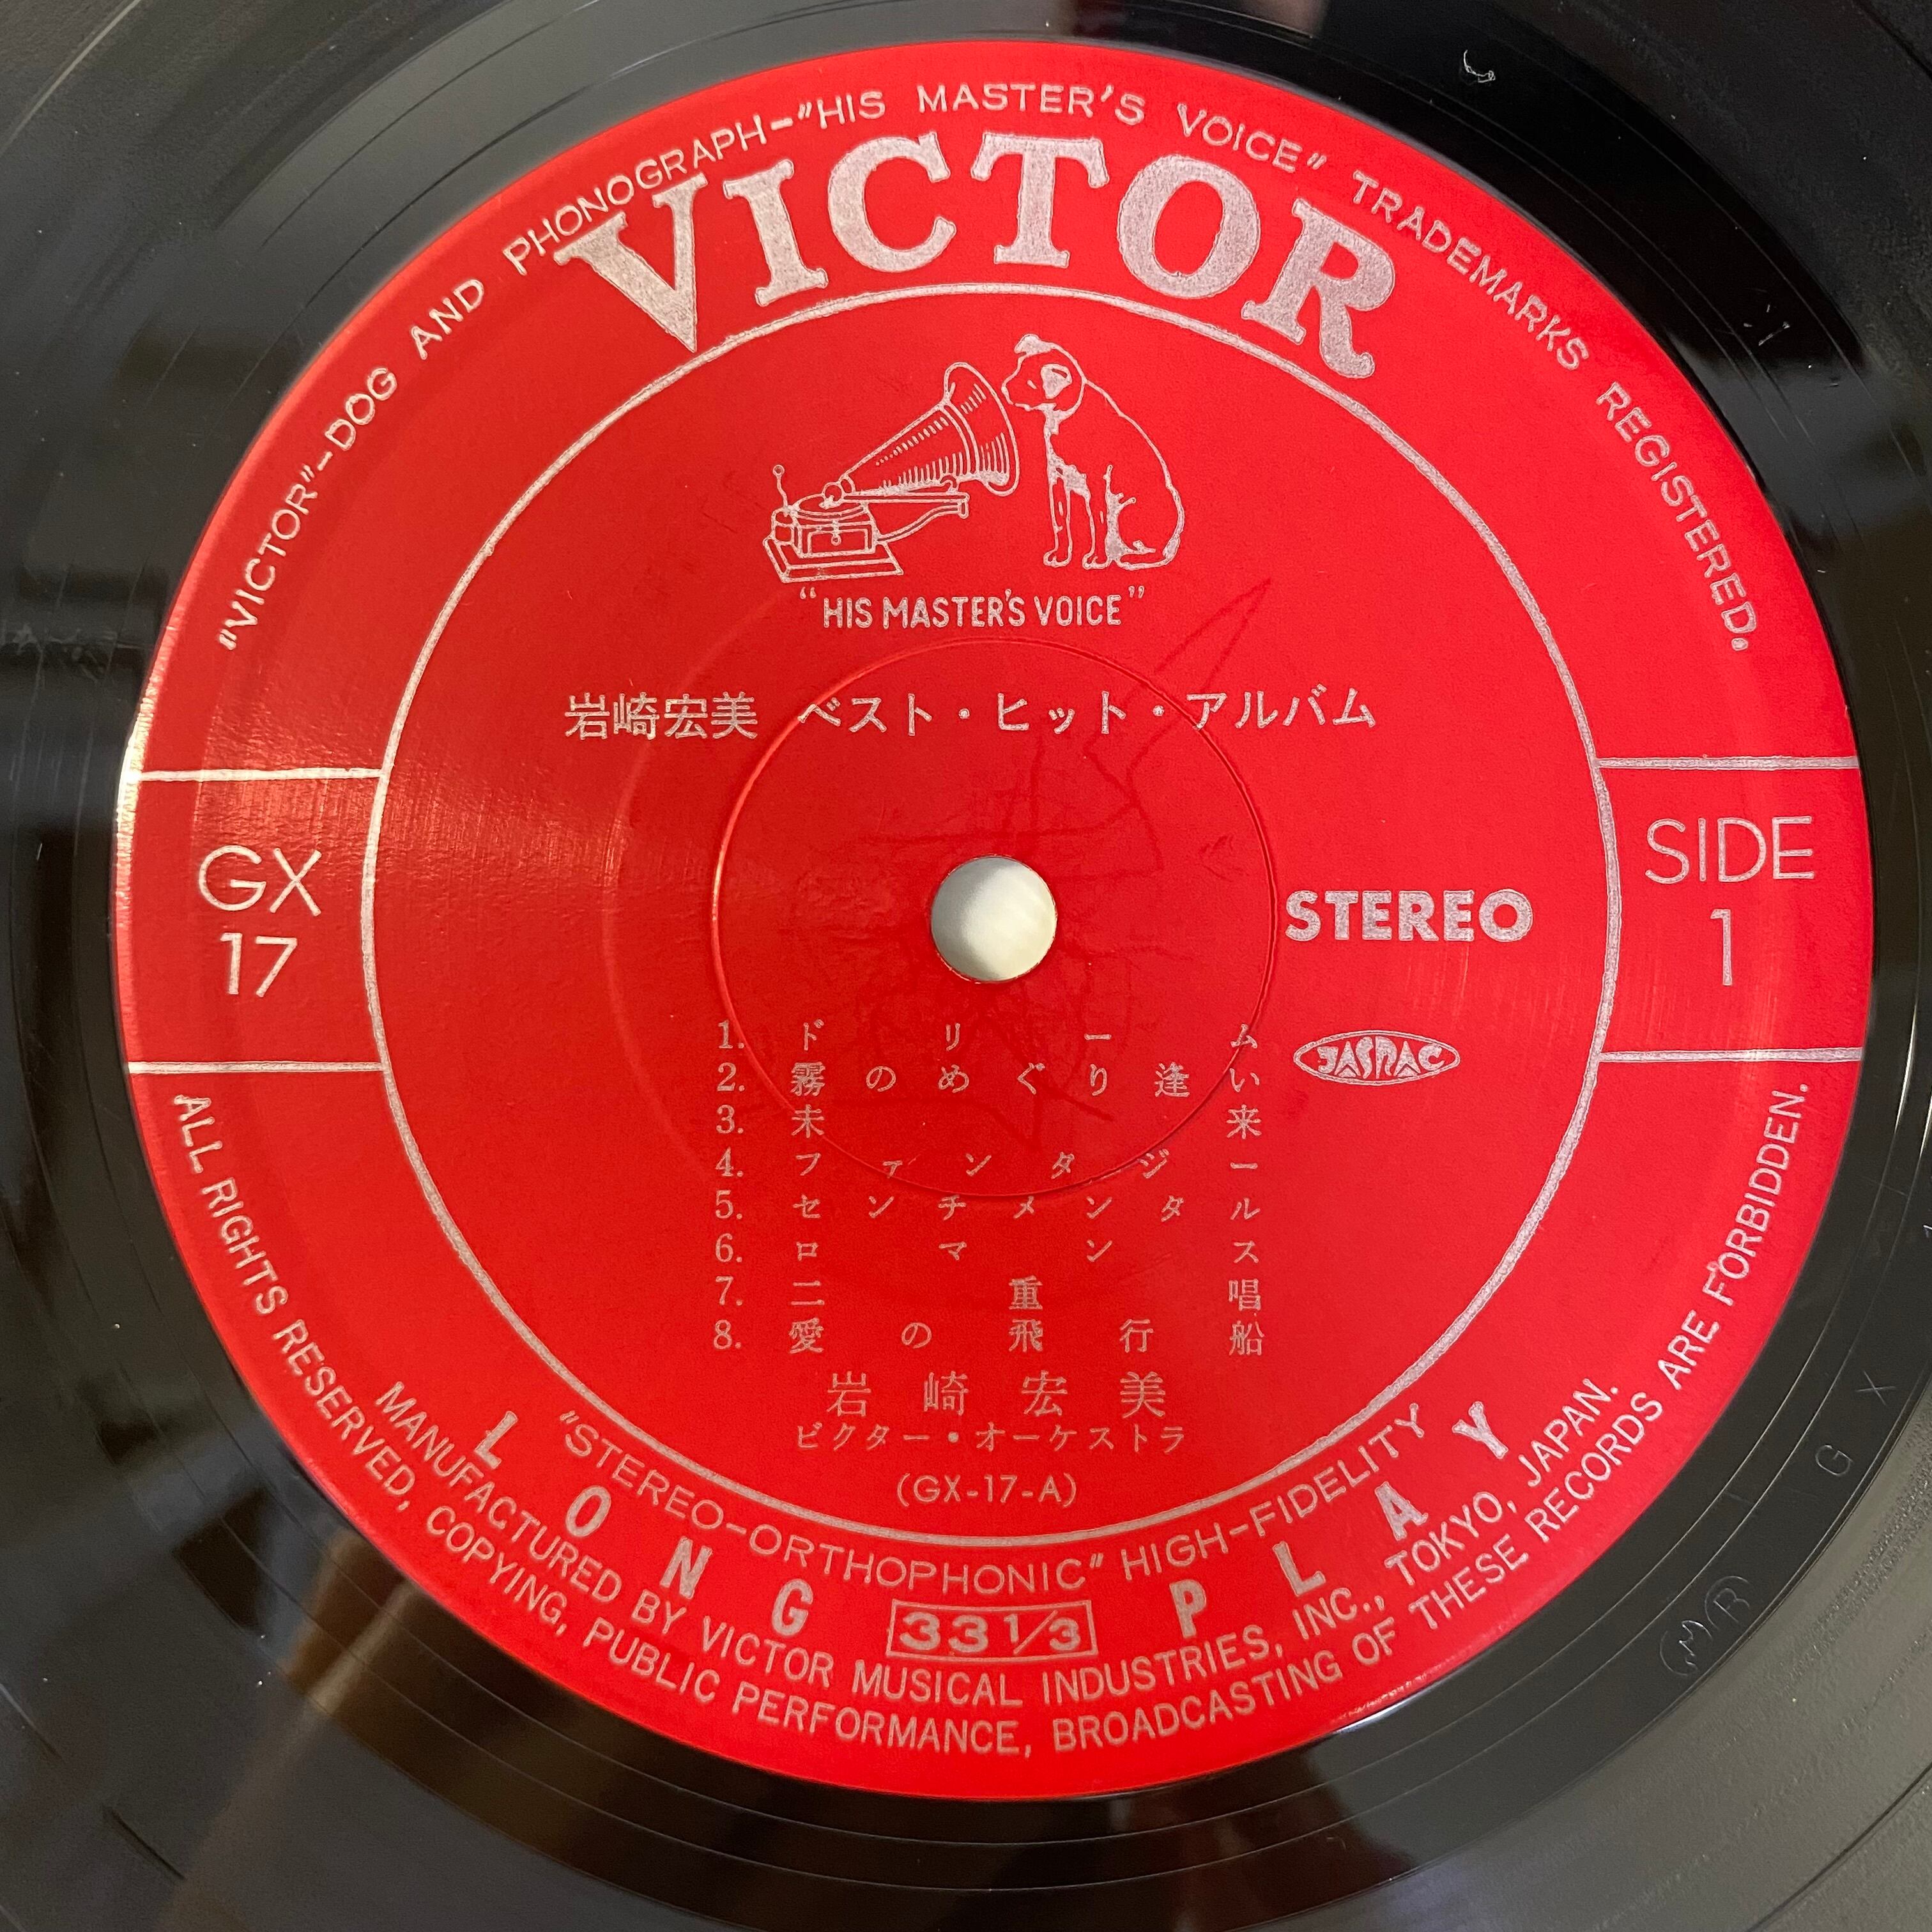 "VICTOR"-DOG AND PHONOGRAPH-"HIS MASTER'S VOICE" TRADEMARKS REGISTERED.
VICTOR
"HIS MASTER'S VOICE"
岩崎宏美 ベスト・ヒット・アルバム
GX
17
STEREO
SIDE
1
JASRAC
1. ドリーム
2. 霧のめぐり逢い
3. 未来
4. ファンタジー
5. センチメンタル
6. ロマンス
7. 二重唱
8. 愛の飛行船
岩崎宏美
ビクター・オーケストラ
(GX-17-A)
"STEREO-ORTHOPHONIC" HIGH-FIDELITY
LONG 33 1/3 PLAY
MANUFACTURED BY VICTOR MUSICAL INDUSTRIES, INC., TOKYO, JAPAN.
ALL RIGHTS RESERVED, COPYING, PUBLIC PERFORMANCE, BROADCASTING OF THESE RECORDS ARE FORBIDDEN.